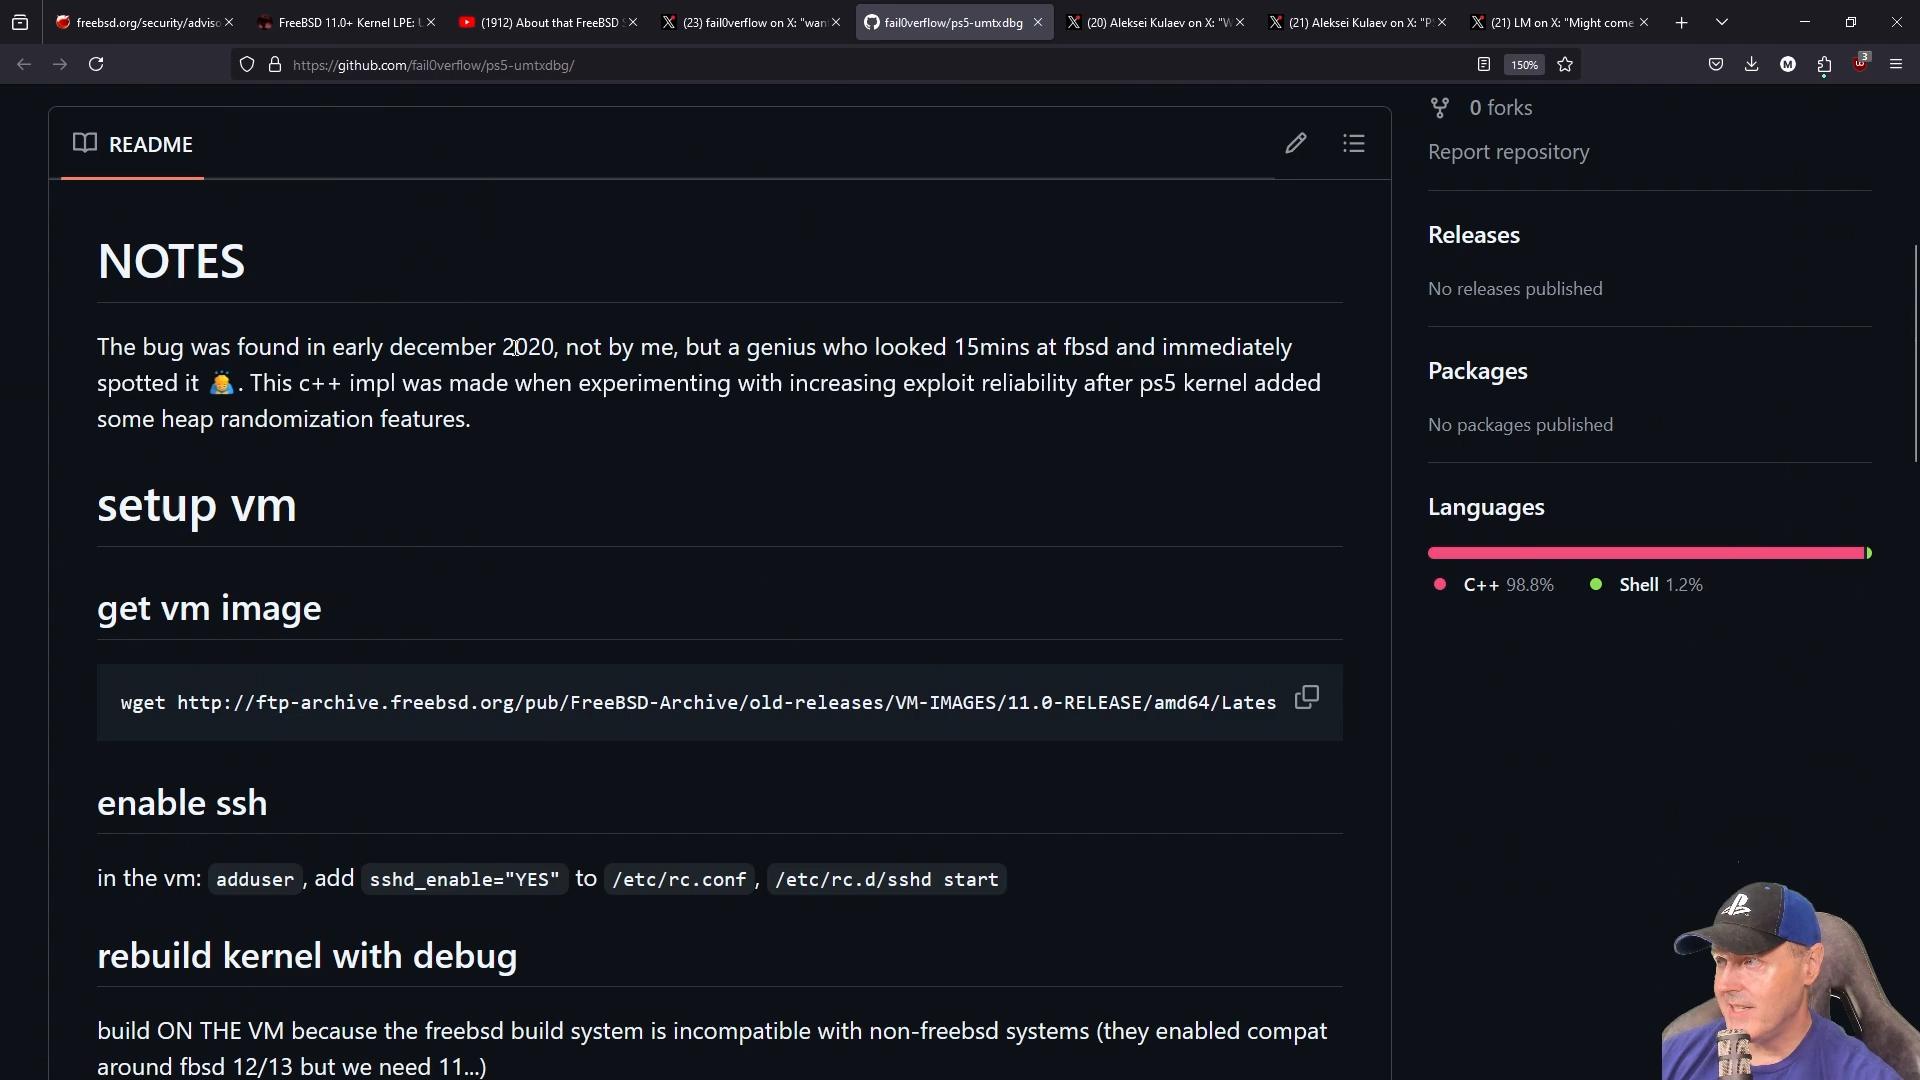 freebsd.org/security/adviso
FreeBSD 11.0+ Kernel LPE: U
(1912) About that FreeBSD S
(23) fail0verflow on X: "wan
fail0verflow/ps5-umtxdbg
(20) Aleksei Kulaev on X: "W
(21) Aleksei Kulaev on X: "PS
(21) LM on X: "Might come
https://github.com/fail0verflow/ps5-umtxdbg/
150%
M
3
README
0 forks
Report repository
Releases
No releases published
Packages
No packages published
Languages
C++ 98.8% Shell 1.2%
NOTES
The bug was found in early december 2020, not by me, but a genius who looked 15mins at fbsd and immediately
spotted it 🙇. This c++ impl was made when experimenting with increasing exploit reliability after ps5 kernel added
some heap randomization features.
setup vm
get vm image
wget http://ftp-archive.freebsd.org/pub/FreeBSD-Archive/old-releases/VM-IMAGES/11.0-RELEASE/amd64/Lates
enable ssh
in the vm: adduser , add sshd_enable="YES" to /etc/rc.conf , /etc/rc.d/sshd start
rebuild kernel with debug
build ON THE VM because the freebsd build system is incompatible with non-freebsd systems (they enabled compat
around fbsd 12/13 but we need 11...)